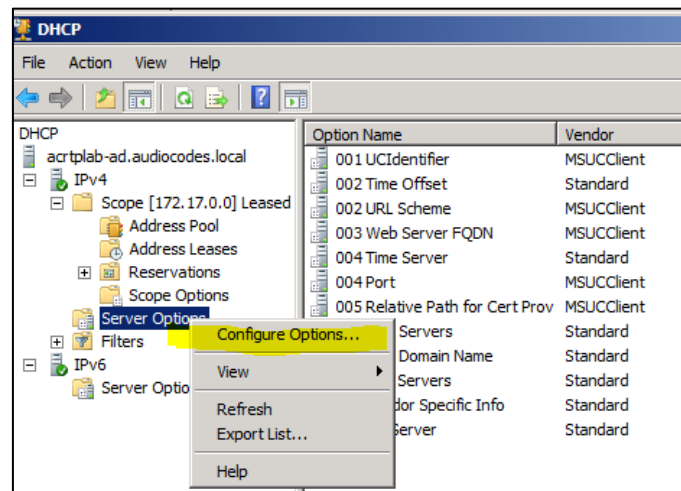 DHCP
File Action View Help
DHCP
acrtplab-ad.audiocodes.local
IPv4
Scope [172.17.0.0] Leased
Address Pool
Address Leases
Reservations
Scope Options
Server Options
Filters
IPv6
Server Optio
Option Name Vendor
001 UCIdentifier MSUCClient
002 Time Offset Standard
002 URL Scheme MSUCClient
003 Web Server FQDN MSUCClient
004 Time Server Standard
004 Port MSUCClient
005 Relative Path for Cert Prov MSUCClient
Servers Standard
Domain Name Standard
Servers Standard
dor Specific Info Standard
Server Standard
Configure Options...
View
Refresh
Export List...
Help